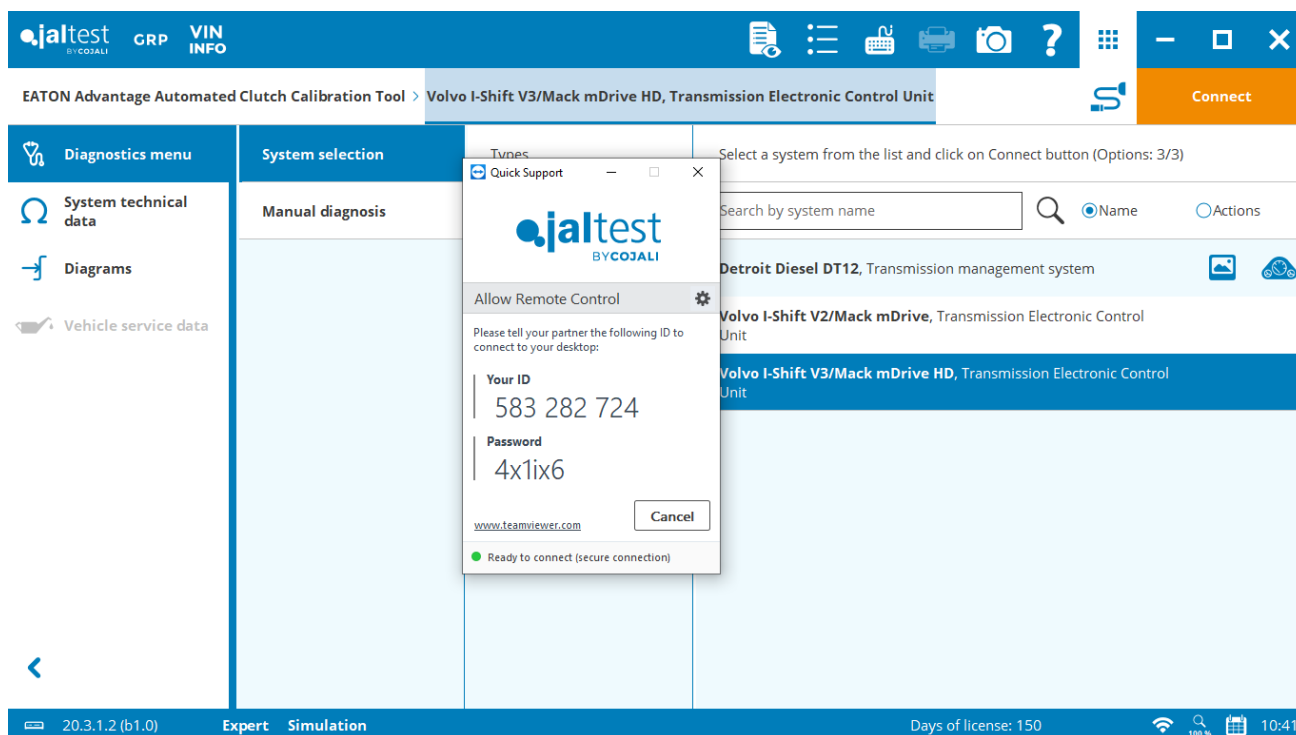 jaltest
BYCOJALI
GRP
VIN
INFO
?
EATON Advantage Automated Clutch Calibration Tool > Volvo I-Shift V3/Mack mDrive HD, Transmission Electronic Control Unit
Connect
Diagnostics menu
System technical
data
Diagrams
Vehicle service data
System selection
Manual diagnosis
Types
Select a system from the list and click on Connect button (Options: 3/3)
Search by system name
Name
Actions
Detroit Diesel DT12, Transmission management system
Volvo I-Shift V2/Mack mDrive, Transmission Electronic Control
Unit
Volvo I-Shift V3/Mack mDrive HD, Transmission Electronic Control
Unit
Quick Support
jaltest
BYCOJALI
Allow Remote Control
Please tell your partner the following ID to
connect to your desktop:
Your ID
583 282 724
Password
4x1ix6
www.teamviewer.com
Cancel
Ready to connect (secure connection)
20.3.1.2 (b1.0)
Expert
Simulation
Days of license: 150
100 %
10:41